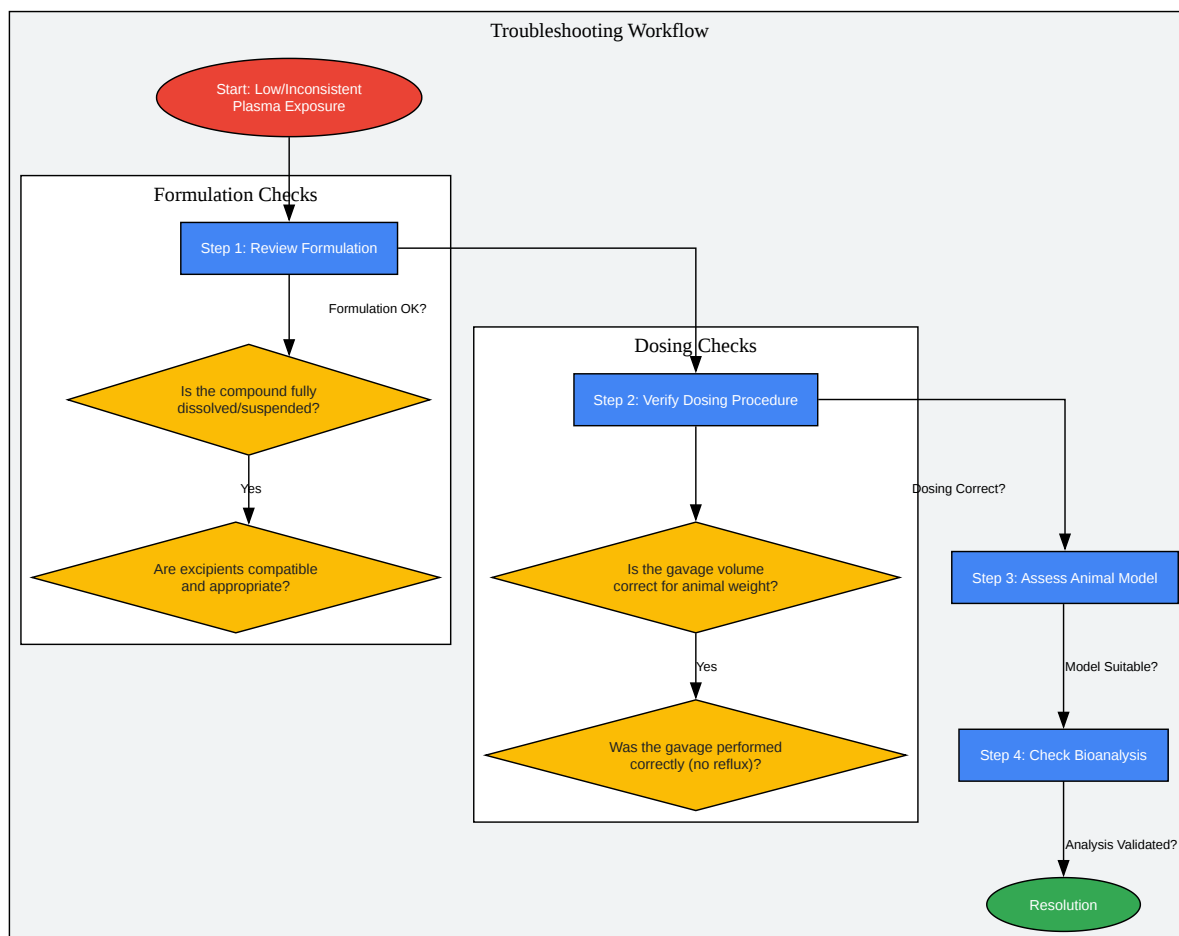 Troubleshooting Workflow
Start: Low/Inconsistent
Plasma Exposure
Formulation Checks
Step 1: Review Formulation
Formulation OK?
Is the compound fully
dissolved/suspended?
Yes
Are excipients compatible
and appropriate?
Dosing Checks
Step 2: Verify Dosing Procedure
Dosing Correct?
Is the gavage volume
correct for animal weight?
Yes
Was the gavage performed
correctly (no reflux)?
Step 3: Assess Animal Model
Model Suitable?
Step 4: Check Bioanalysis
Analysis Validated?
Resolution